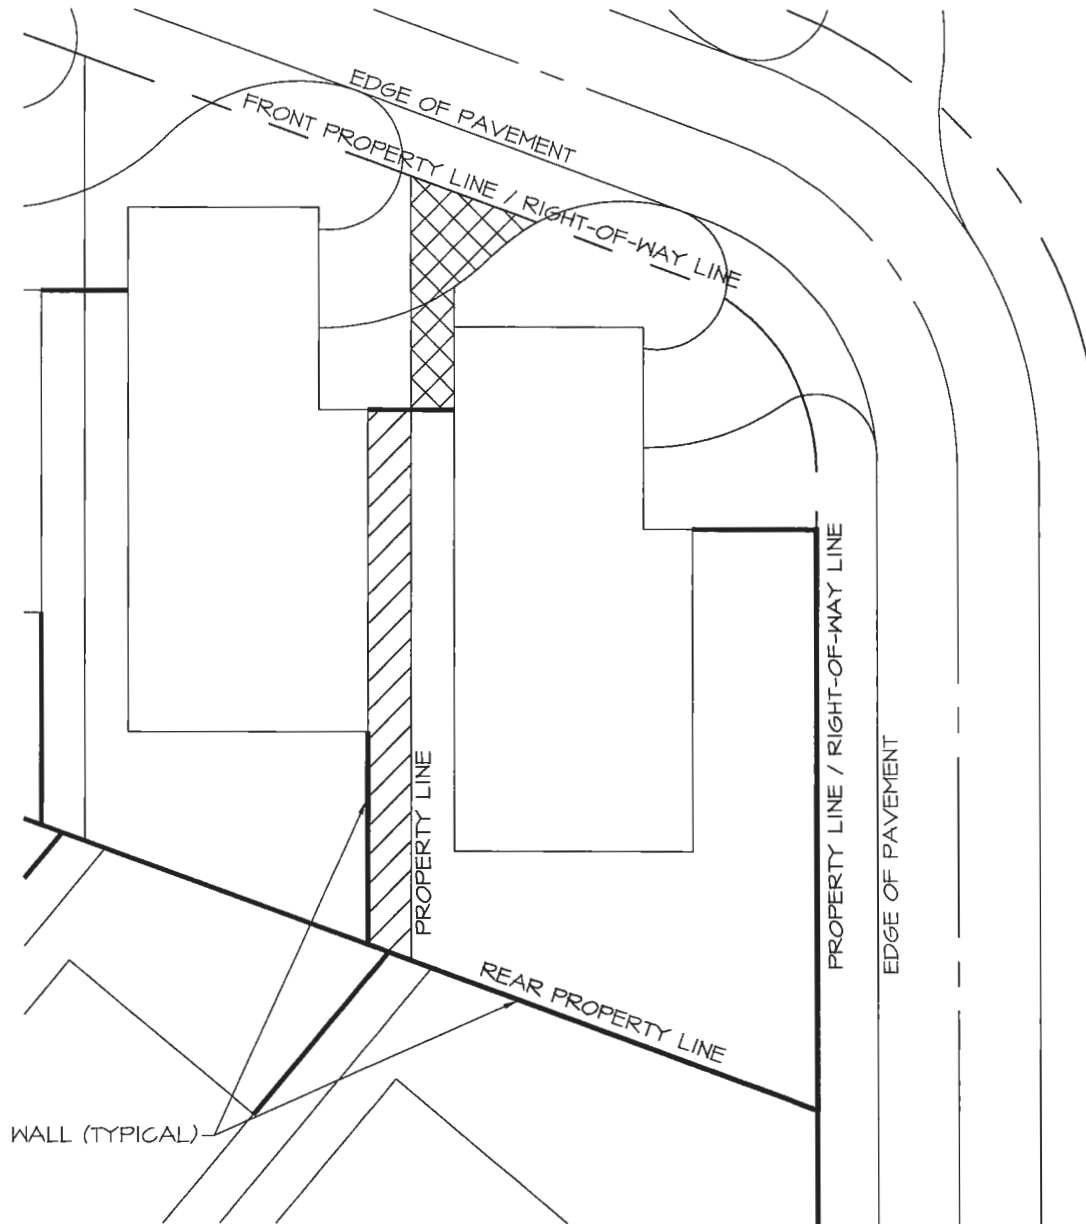 EDGE OF PAVEMENT
FRONT PROPERTY LINE / RIGHT-OF-WAY LINE
PROPERTY LINE / RIGHT-OF-WAY LINE
EDGE OF PAVEMENT
PROPERTY LINE
REAR PROPERTY LINE
WALL (TYPICAL)